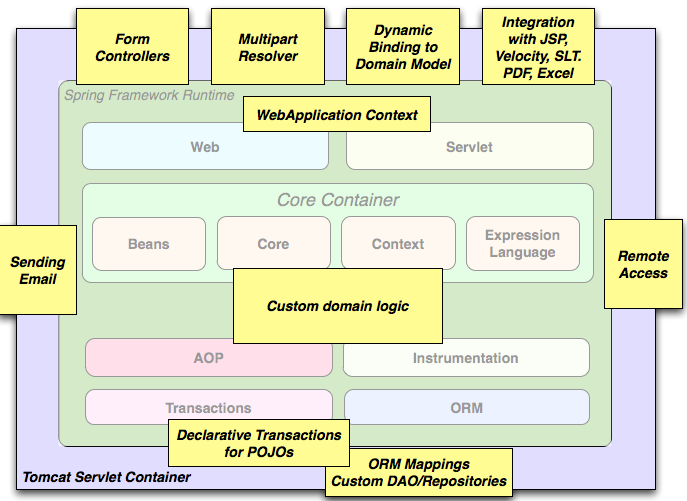 Form
Controllers
Multipart
Resolver
Dynamic
Binding to
Domain Model
Integration
with JSP,
Velocity, SLT.
PDF, Excel
Spring Framework Runtime
WebApplication Context
Web
Servlet
Core Container
Beans
Core
Context
Expression
Language
Sending
Email
Remote
Access
Custom domain logic
AOP
Instrumentation
Transactions
ORM
Declarative Transactions
for POJOs
ORM Mappings
Custom DAO/Repositories
Tomcat Servlet Container